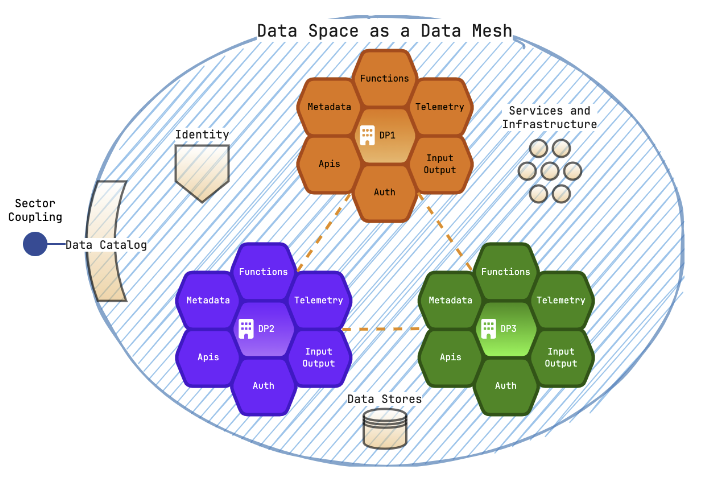 Data Space as a Data Mesh
Functions
Metadata
Telemetry
DP1
Apis
Input
Output
Auth
Services and
Infrastructure
Identity
Sector
Coupling
Data Catalog
Functions
Metadata
Telemetry
DP2
Apis
Input
Output
Auth
Functions
Metadata
Telemetry
DP3
Apis
Input
Output
Auth
Data Stores